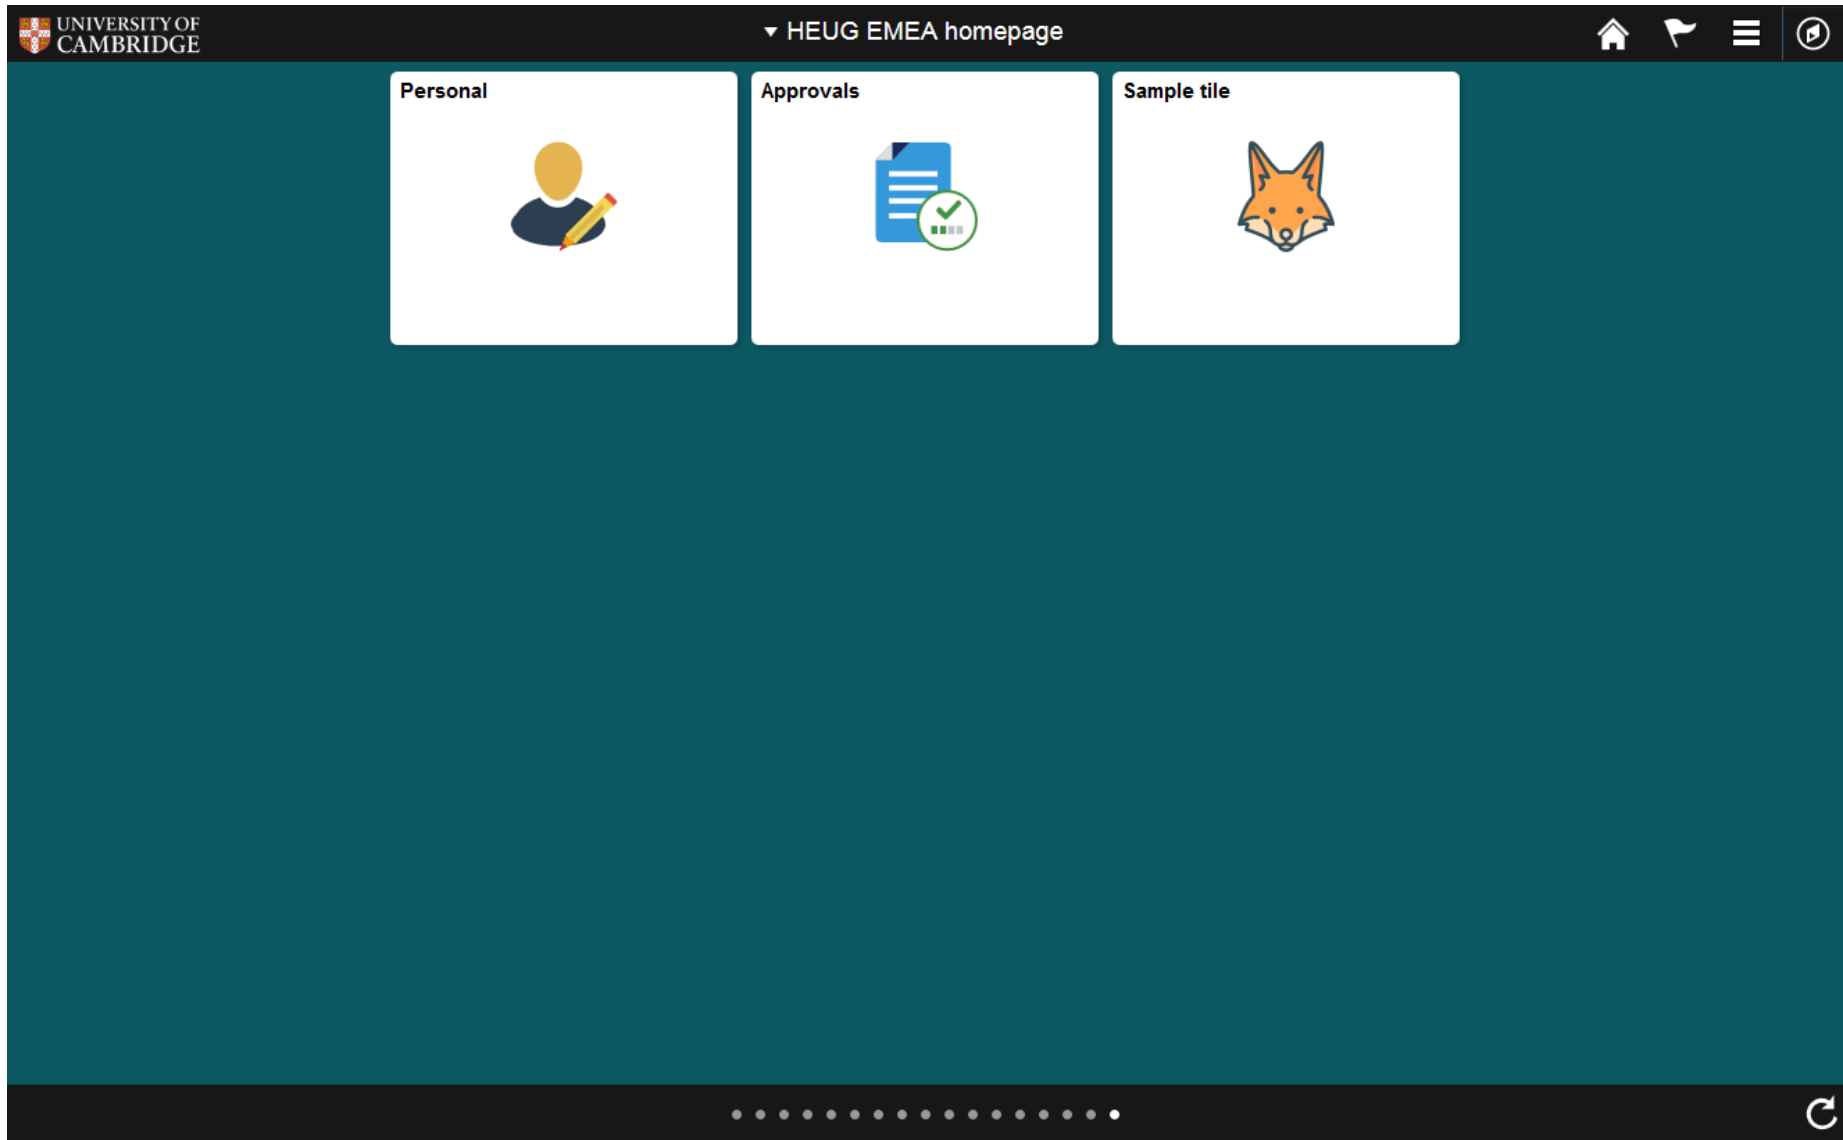 UNIVERSITY OF
CAMBRIDGE
HEUG EMEA homepage
Personal
Approvals
Sample tile